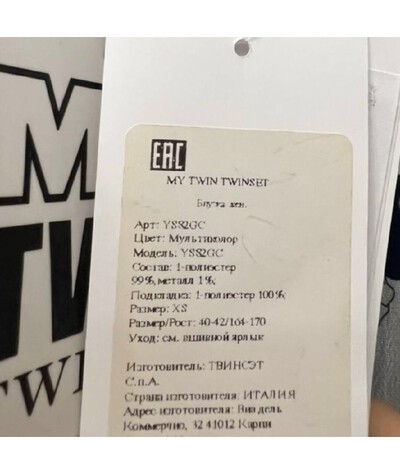 M
TW
TWI
EAC
MY TWIN TWINSET
Блузка жен.
Арт: YS82GC
Цвет: Мультиколор
Модель: YS82GC
Состав: 1-полиэстер
99%, металл 1%;
Подкладка: 1-полиэстер 100%;
Размер: XS
Размер/Рост: 40-42/164-170
Уход: см. вшивной ярлык
Изготовитель: ТВИНСЭТ
С.п.А.
Страна изготовителя: ИТАЛИЯ
Адрес изготовителя: Виа дель
Коммерчио, 32 41012 Карпи